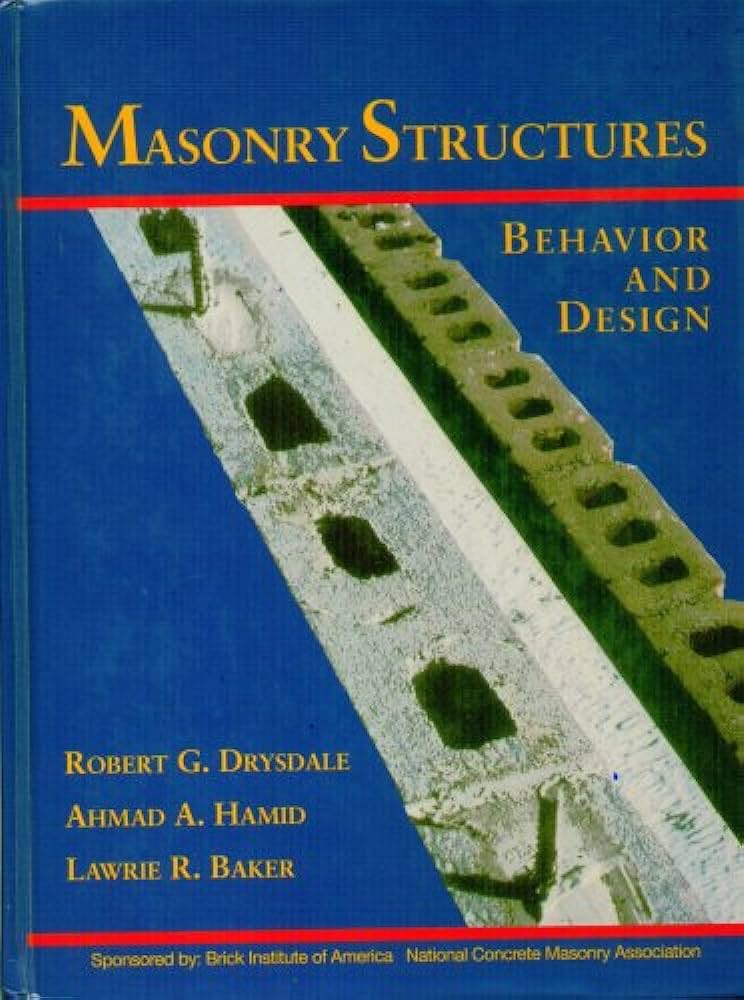 MASONRY STRUCTURES
BEHAVIOR
AND
DESIGN
ROBERT G. DRYSDALE
AHMAD A. HAMID
LAWRIE R. BAKER
Sponsored by: Brick Institute of America National Concrete Masonry Association